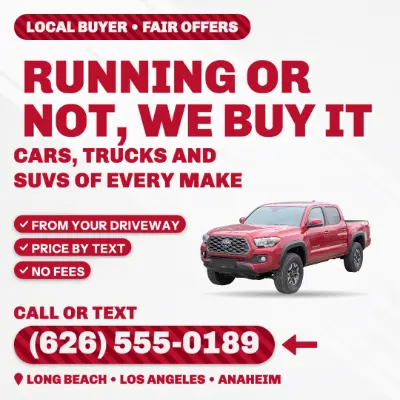 LOCAL BUYER • FAIR OFFERS
RUNNING OR
NOT, WE BUY IT
CARS, TRUCKS AND
SUVS OF EVERY MAKE
FROM YOUR DRIVEWAY
PRICE BY TEXT
NO FEES
CALL OR TEXT
(626) 555-0189
LONG BEACH • LOS ANGELES • ANAHEIM